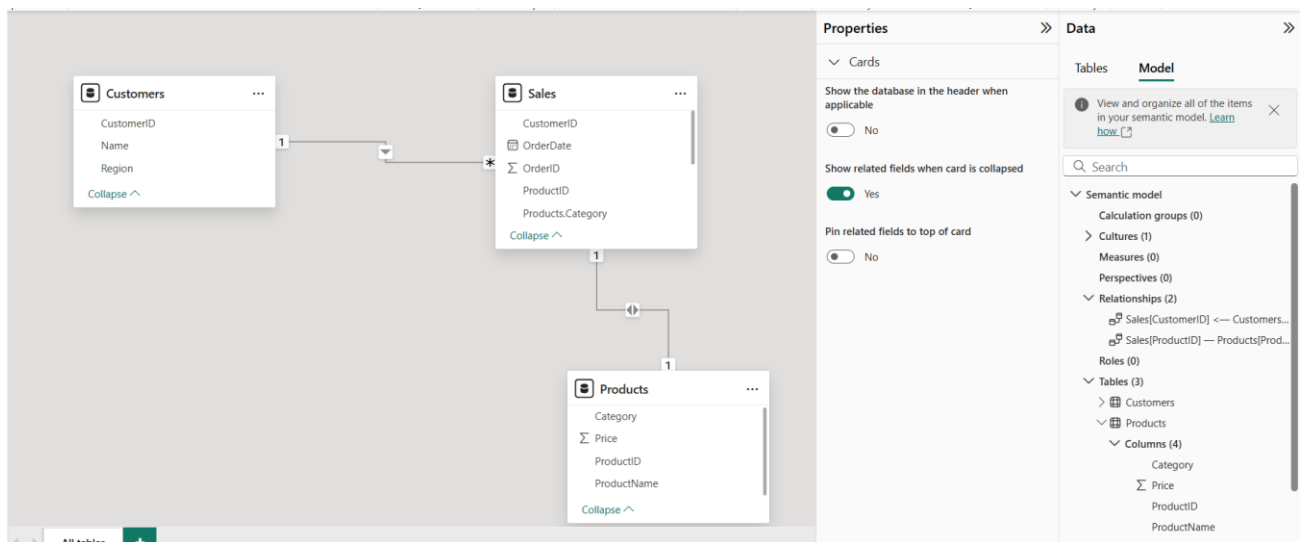 Customers
CustomerID
Name
Region
Collapse
1
*
Sales
CustomerID
OrderDate
OrderID
ProductID
Products.Category
Collapse
1
1
Products
Category
Price
ProductID
ProductName
Collapse
Properties
Cards
Show the database in the header when
applicable
No
Show related fields when card is collapsed
Yes
Pin related fields to top of card
No
Data
Tables Model
View and organize all of the items
in your semantic model. Learn
how
Search
Semantic model
Calculation groups (0)
Cultures (1)
Measures (0)
Perspectives (0)
Relationships (2)
Sales[CustomerID] <— Customers...
Sales[ProductID] — Products[Prod...
Roles (0)
Tables (3)
Customers
Products
Columns (4)
Category
Price
ProductID
ProductName
All tables